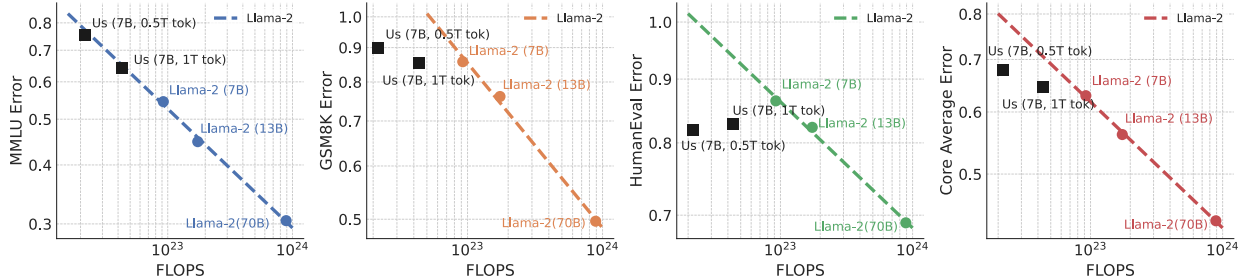 MMLU Error
0.8
0.7
0.6
0.5
0.4
0.3
Llama-2
Us (7B, 0.5T tok)
Us (7B, 1T tok)
Llama-2 (7B)
Llama-2 (13B)
Llama-2(70B)
10^23
10^24
FLOPS
GSM8K Error
1.0
0.9
0.8
0.7
0.6
0.5
Llama-2
Us (7B, 0.5T tok)
Llama-2 (7B)
Us (7B, 1T tok)
Llama-2 (13B)
Llama-2(70B)
10^23
10^24
FLOPS
HumanEval Error
1.0
0.9
0.8
0.7
Llama-2
Llama-2 (7B)
Us (7B, 1T tok)
Llama-2 (13B)
Us (7B, 0.5T tok)
Llama-2(70B)
10^23
10^24
FLOPS
Core Average Error
0.8
0.7
0.6
0.5
Llama-2
Us (7B, 0.5T tok)
Llama-2 (7B)
Us (7B, 1T tok)
Llama-2 (13B)
Llama-2(70B)
10^23
10^24
FLOPS